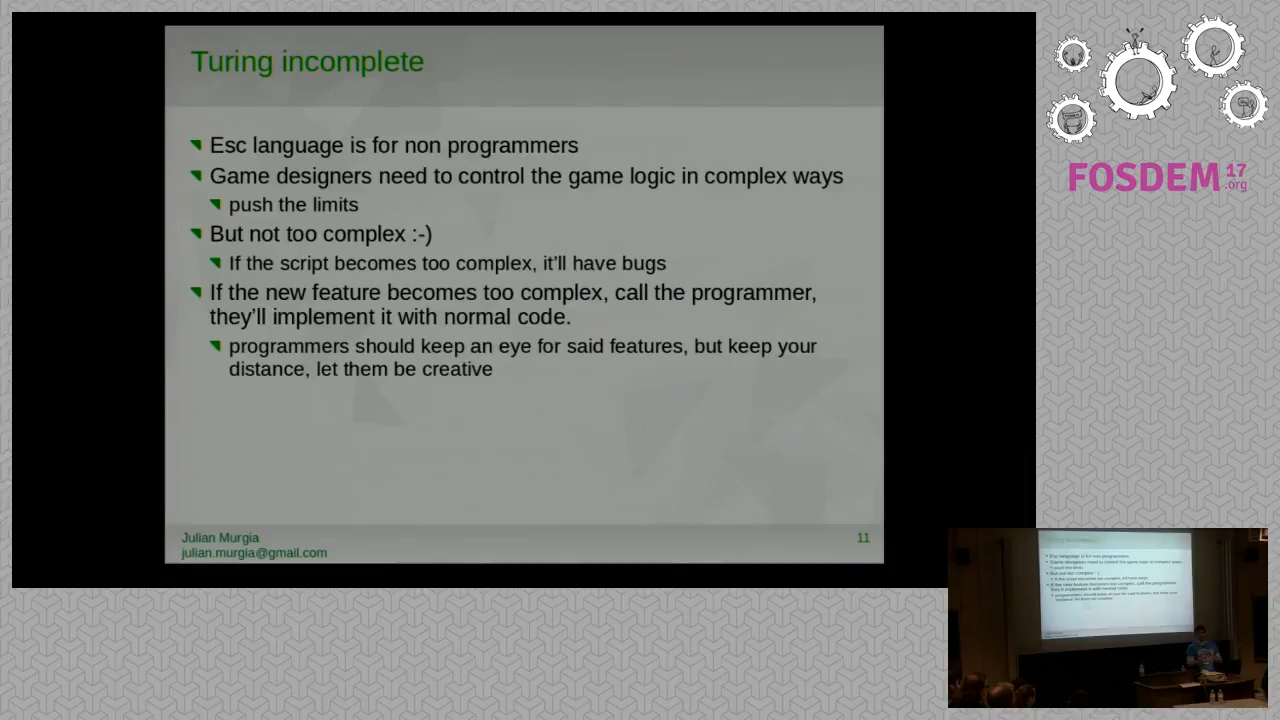 Turing incomplete
Esc language is for non programmers
Game designers need to control the game logic in complex ways
push the limits
But not too complex :-)
If the script becomes too complex, it'll have bugs
If the new feature becomes too complex, call the programmer,
they'll implement it with normal code.
programmers should keep an eye for said features, but keep your
distance, let them be creative
Julian Murgia
julian.murgia@gmail.com
11
FOSDEM 17
.org